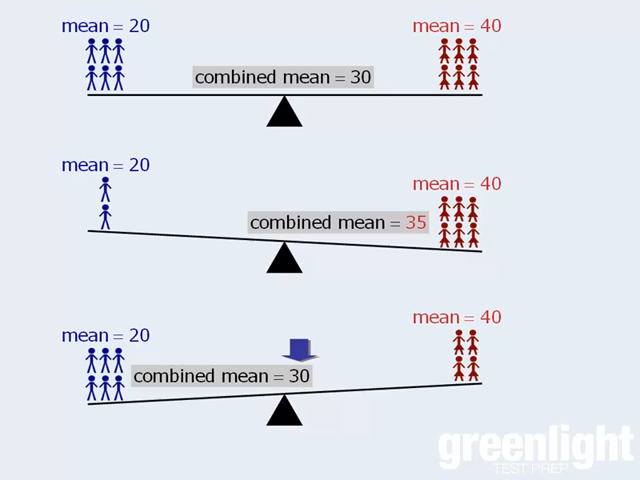 mean = 20
mean = 40
combined mean = 30
mean = 20
mean = 40
combined mean = 35
mean = 40
mean = 20
combined mean = 30
greenlight
TEST PREP